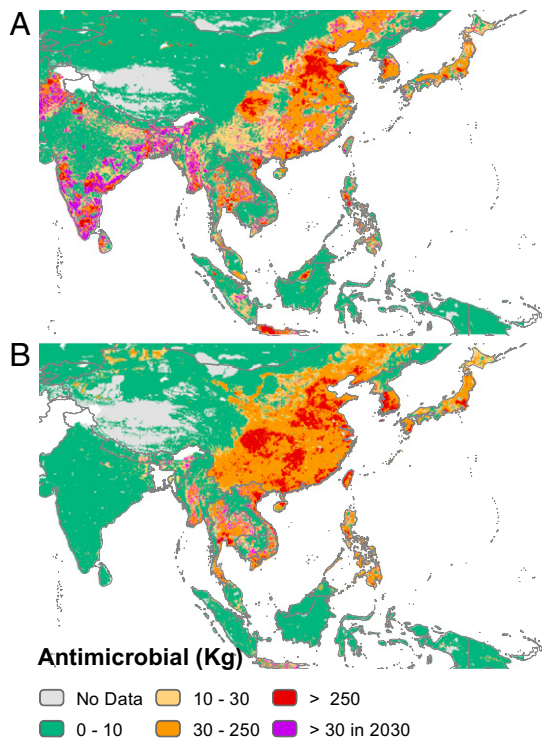 A
B
Antimicrobial (Kg)
No Data 10 - 30 > 250
0 - 10 30 - 250 > 30 in 2030